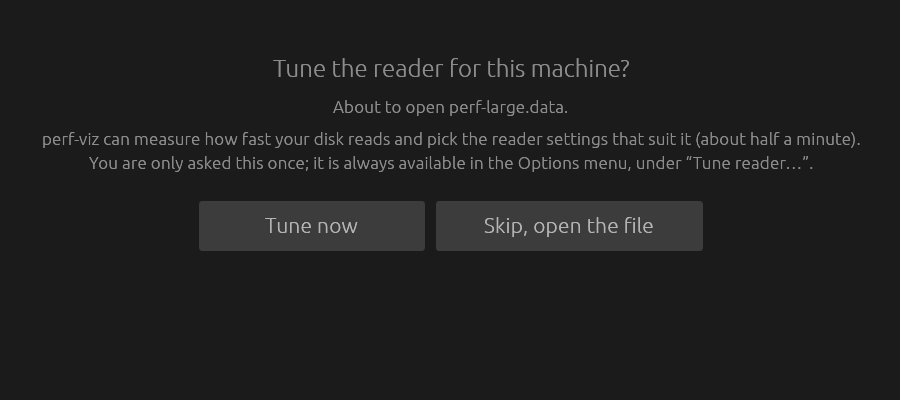 Tune the reader for this machine?
About to open perf-large.data.
perf-viz can measure how fast your disk reads and pick the reader settings that suit it (about half a minute).
You are only asked this once; it is always available in the Options menu, under “Tune reader…”.
Tune now
Skip, open the file